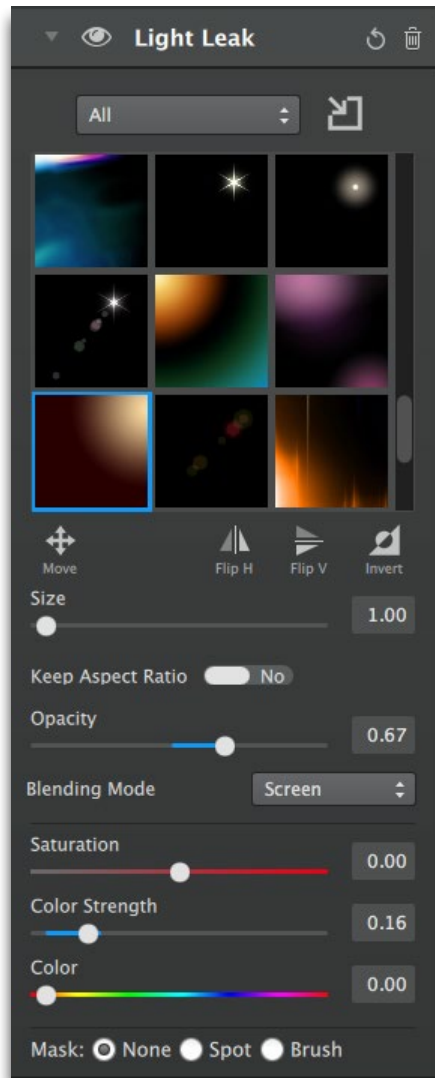 Light Leak
All
Move Flip H Flip V Invert
Size
1.00
Keep Aspect Ratio No
Opacity
0.67
Blending Mode Screen
Saturation
0.00
Color Strength
0.16
Color
0.00
Mask: None Spot Brush